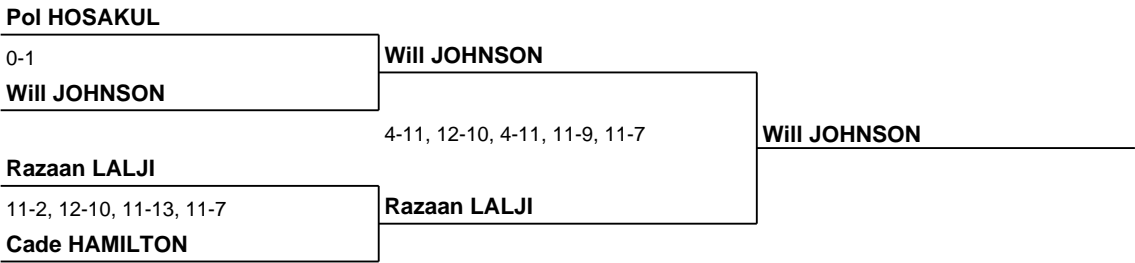 Pol HOSAKUL
0-1
Will JOHNSON
Will JOHNSON
4-11, 12-10, 4-11, 11-9, 11-7
Will JOHNSON
Razaan LALJI
11-2, 12-10, 11-13, 11-7
Razaan LALJI
Cade HAMILTON